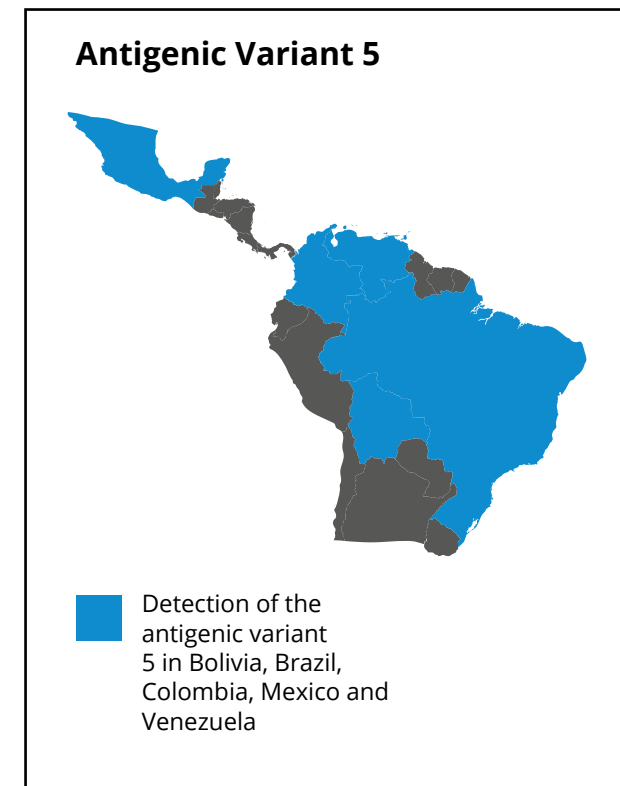 Antigenic Variant 5
Detection of the
antigenic variant
5 in Bolivia, Brazil,
Colombia, Mexico and
Venezuela